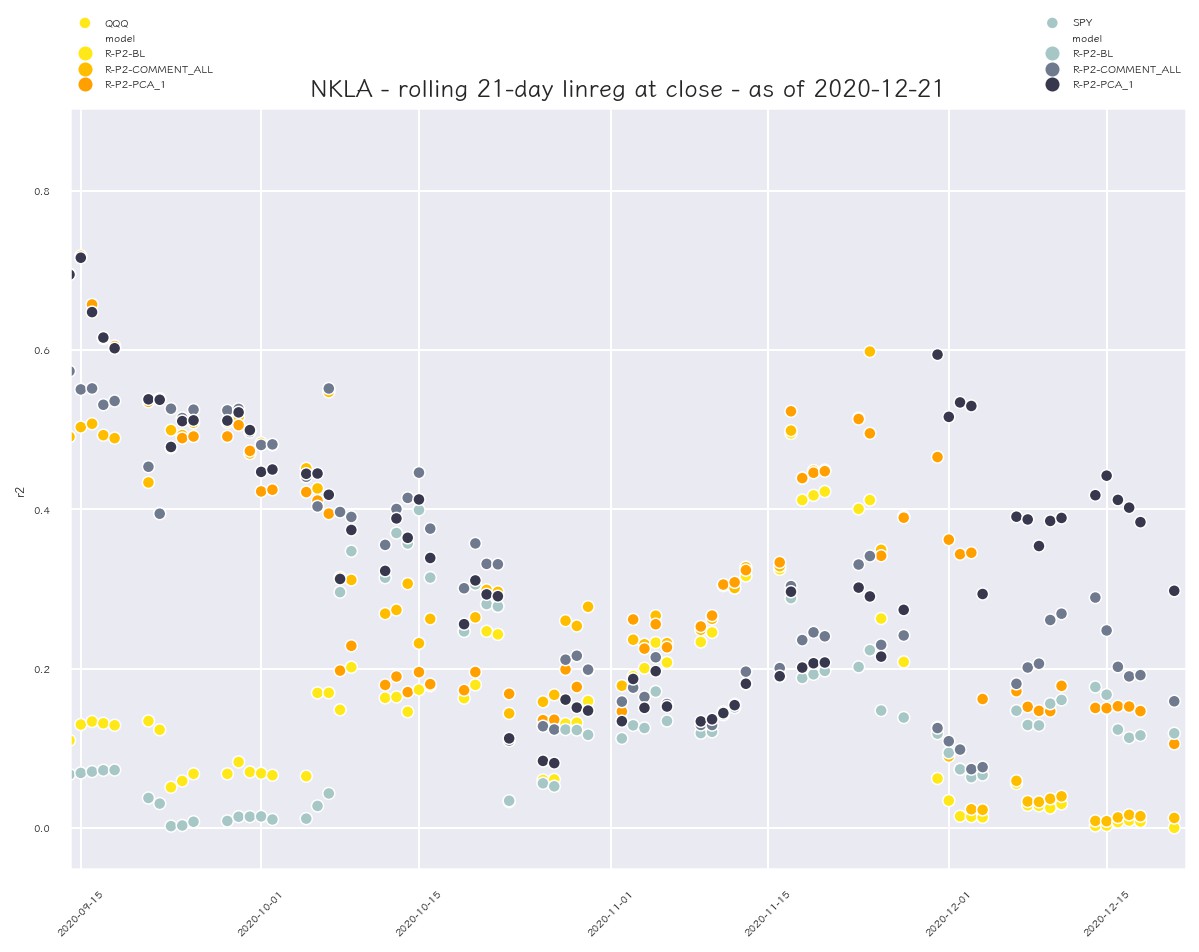 QQQ
model
R-P2-BL
R-P2-COMMENT_ALL
R-P2-PCA_1
SPY
model
R-P2-BL
R-P2-COMMENT_ALL
R-P2-PCA_1
NKLA - rolling 21-day linreg at close - as of 2020-12-21
0.8
0.6
0.4
0.2
0.0
r2
2020-09-15
2020-10-01
2020-10-15
2020-11-01
2020-11-15
2020-12-01
2020-12-15